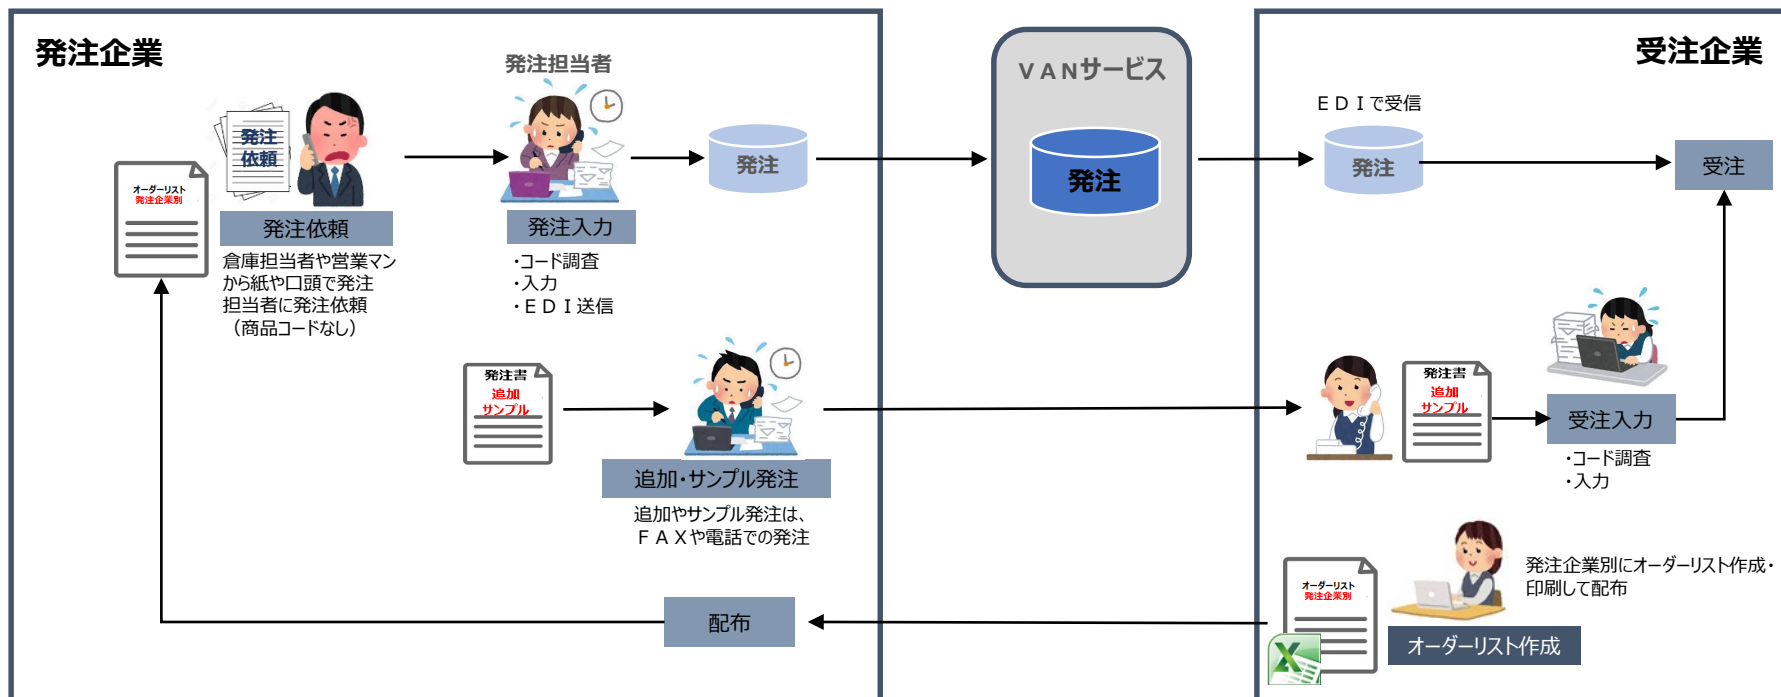 発注企業
発注担当者
発注
依頼
オーダーリスト
発注企業別
発注依頼
倉庫担当者や営業マン
から紙や口頭で発注
担当者に発注依頼
（商品コードなし）
発注入力
・コード調査
・入力
・ＥＤＩ送信
発注
ＶＡＮサービス
発注
受注企業
ＥＤＩで受信
発注
受注
発注書
追加
サンプル
追加・サンプル発注
追加やサンプル発注は、
ＦＡＸや電話での発注
発注書
追加
サンプル
受注入力
・コード調査
・入力
配布
オーダーリスト
発注企業別
X
発注企業別にオーダーリスト作成・
印刷して配布
オーダーリスト作成